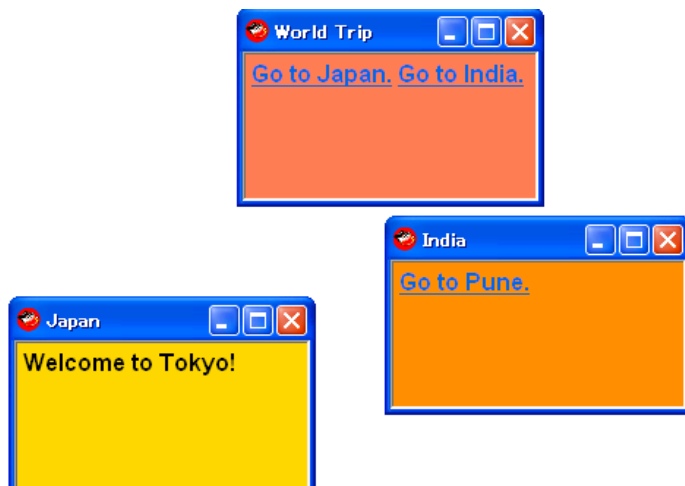 World Trip
Go to Japan. Go to India.
India
Go to Pune.
Japan
Welcome to Tokyo!